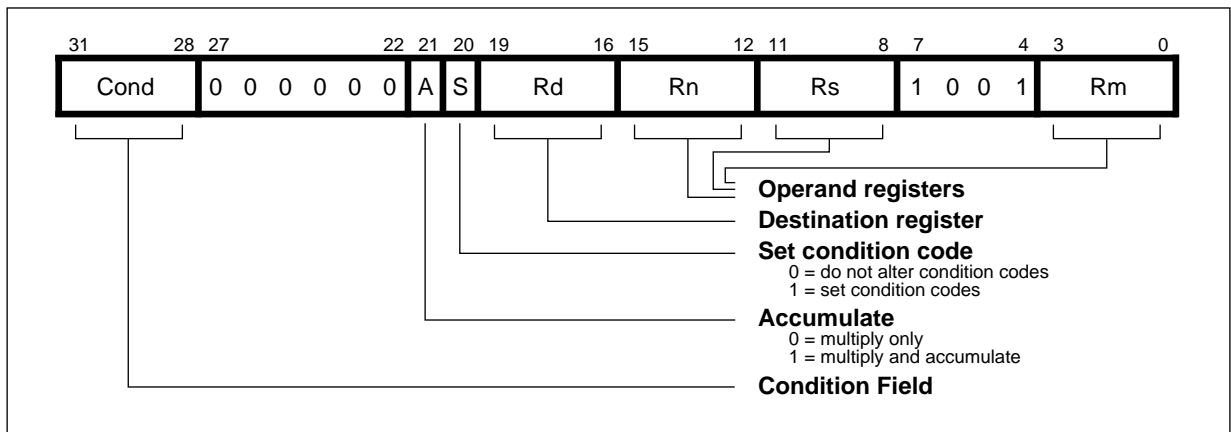 31 28 27 22 21 20 19 16 15 12 11 8 7 4 3 0
Cond 0 0 0 0 0 0 A S Rd Rn Rs 1 0 0 1 Rm
Operand registers
Destination register
Set condition code
0 = do not alter condition codes
1 = set condition codes
Accumulate
0 = multiply only
1 = multiply and accumulate
Condition Field